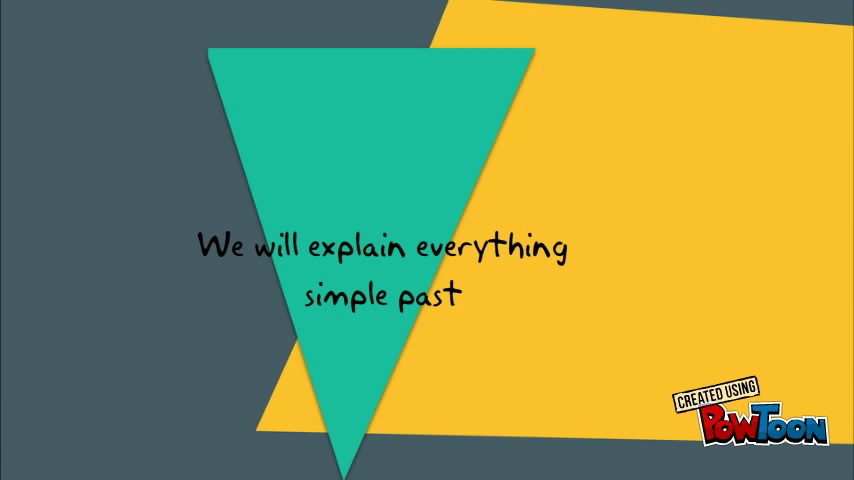 We will explain everything
simple past
CREATED USING
POWTOON